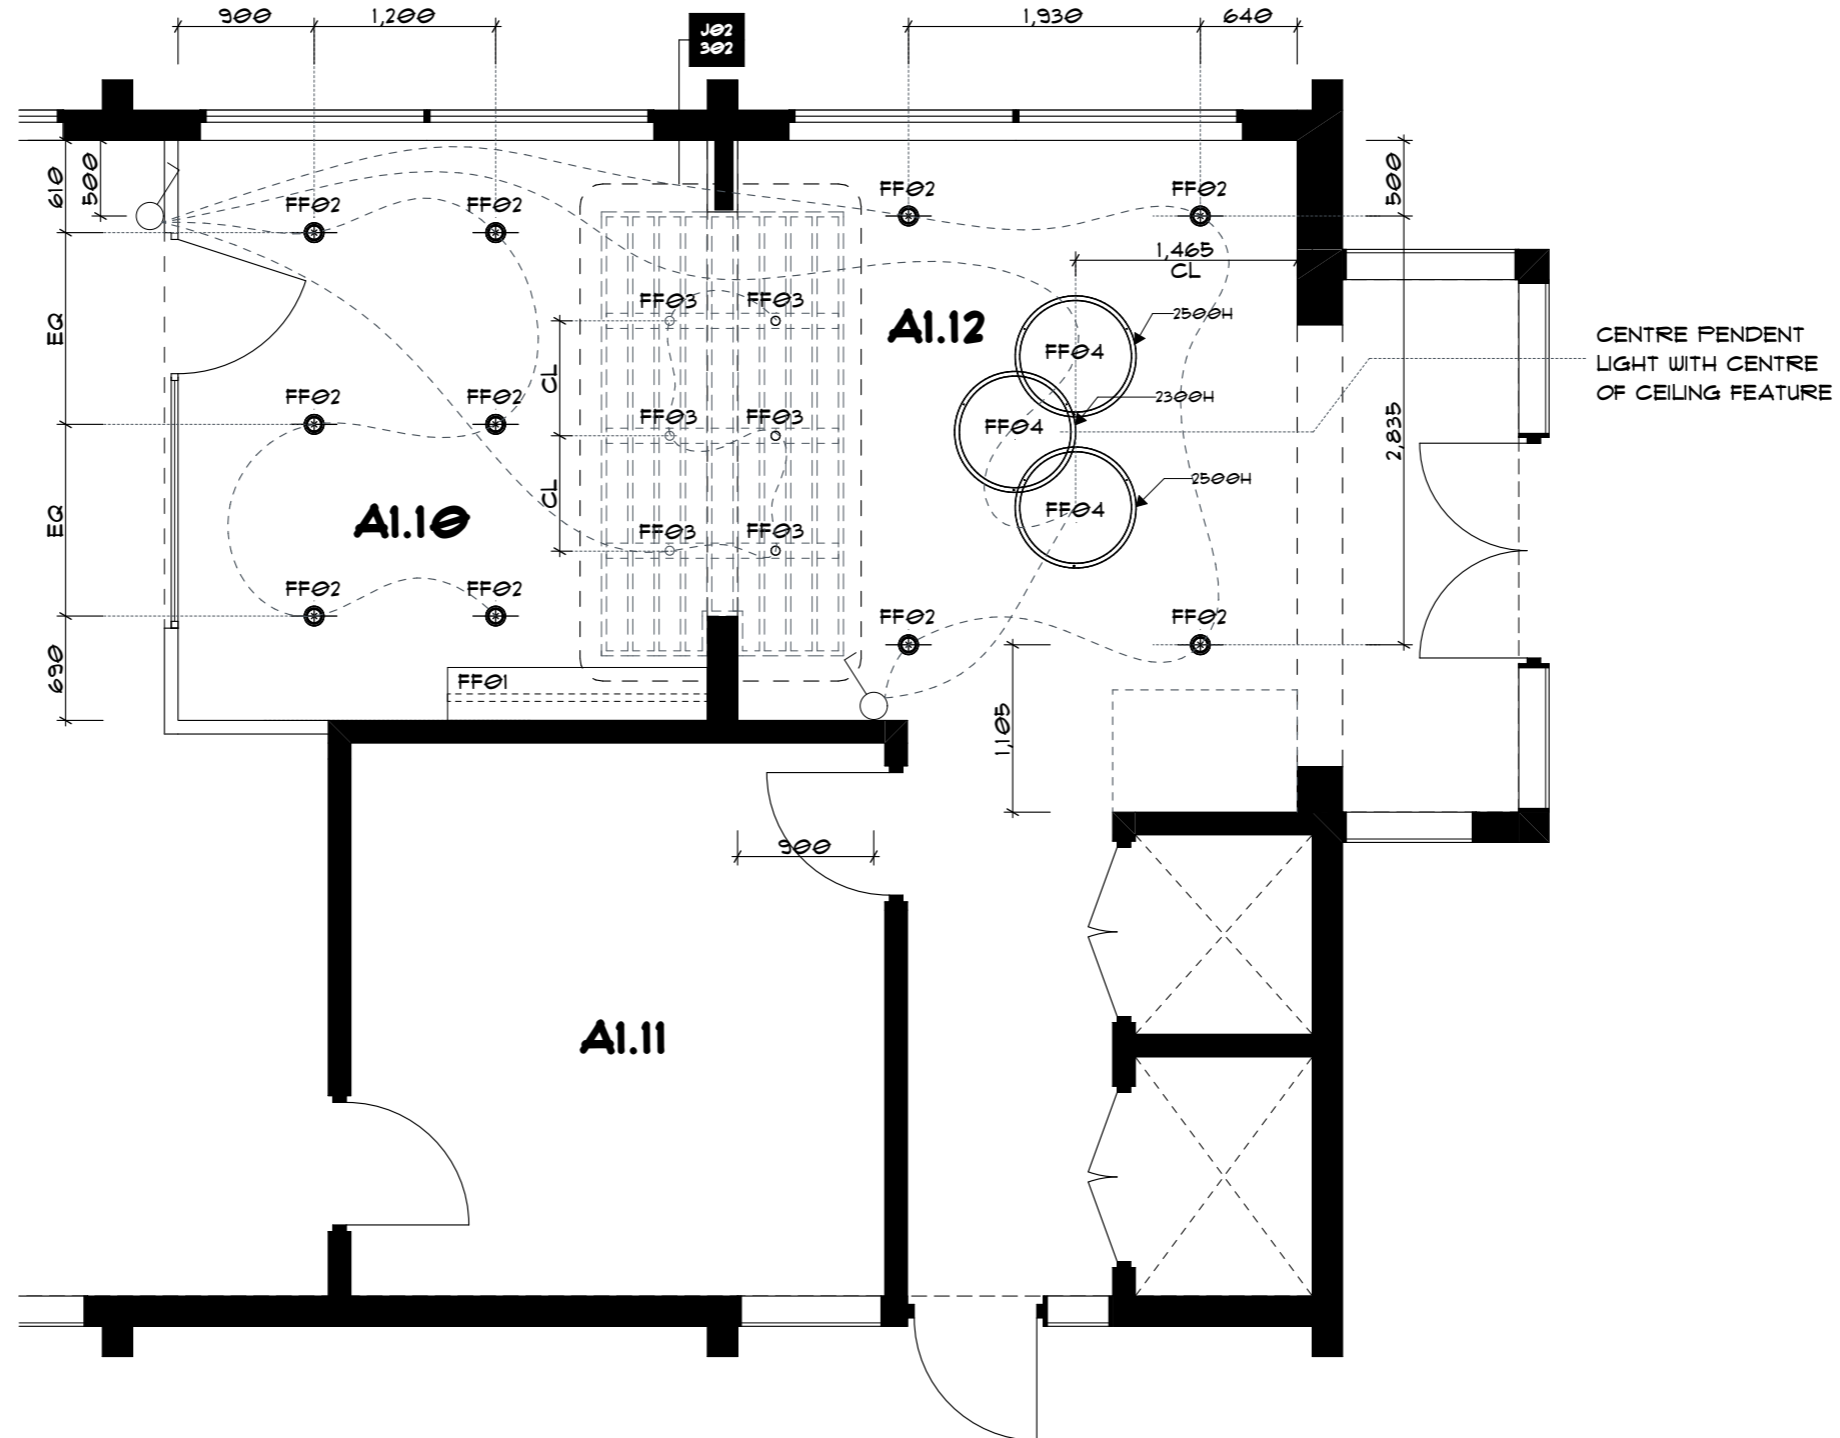 900
1,200
J02
302
1,930
640
610
500
500
FF02
FF02
FF02
FF02
1,465
CL
FF03
FF03
2500H
A1.12
EQ
CENTRE PENDENT
LIGHT WITH CENTRE
OF CEILING FEATURE
FF04
CL
FF02
FF02
2300H
FF03
FF03
FF04
2,835
2500H
CL
EQ
A1.10
FF04
FF03
FF03
FF02
FF02
FF02
FF02
690
FF01
1,105
900
A1.11